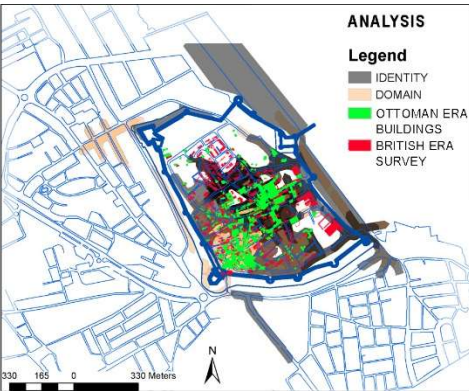 ANALYSIS
Legend
IDENTITY
DOMAIN
OTTOMAN ERA
BUILDINGS
BRITISH ERA
SURVEY
N
330 165 0 330 Meters